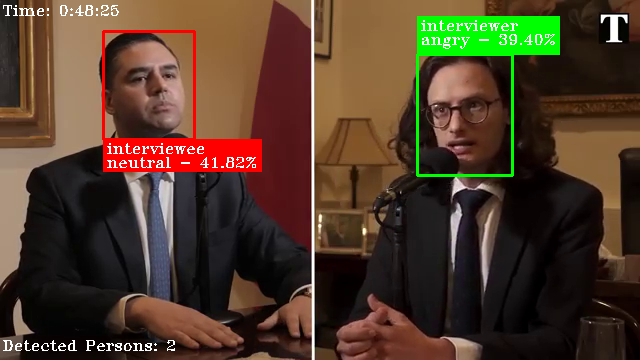 Time: 0:48:25
interviewer
angry - 39.40%
T
interviewee
neutral - 41.82%
Detected Persons: 2